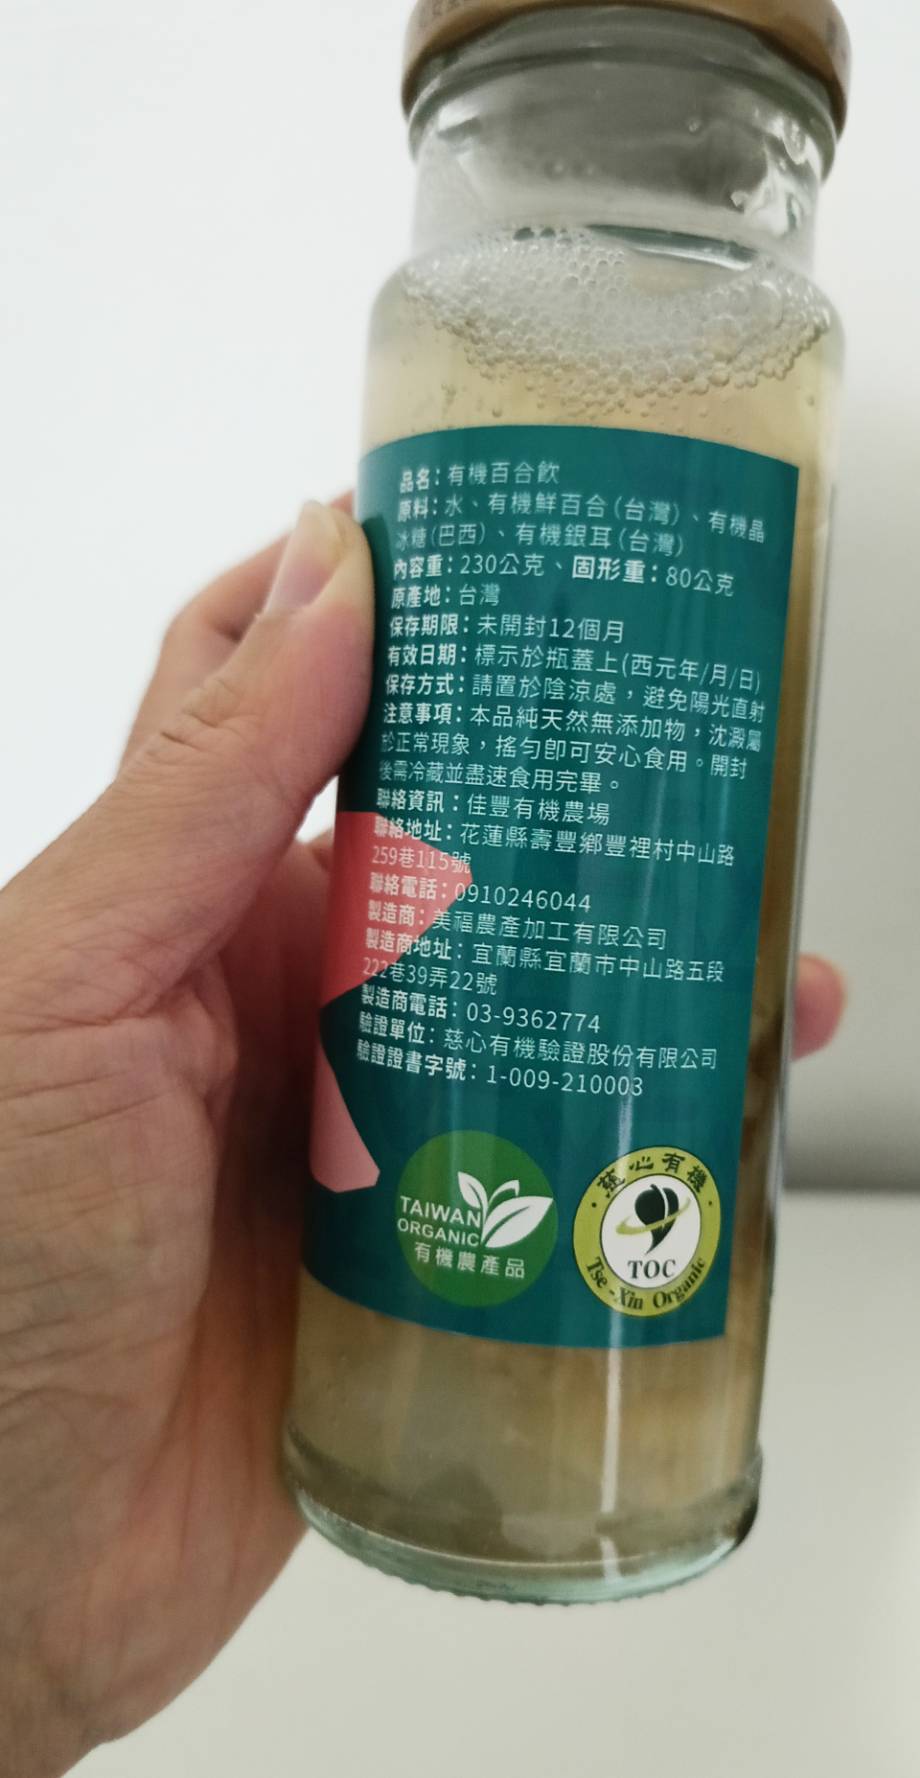 品名：有機百合飲
原料：水、有機鮮百合(台灣)、有機晶
冰糖(巴西)、有機銀耳(台灣)
內容重：230公克、固形重：80公克
原產地：台灣
保存期限：未開封12個月
有效日期：標示於瓶蓋上(西元年/月/日)
保存方式：請置於陰涼處，避免陽光直射
注意事項：本品純天然無添加物，沈澱屬
於正常現象，搖勻即可安心食用。開封
後需冷藏並盡速食用完畢。
聯絡資訊：佳豐有機農場
聯絡地址：花蓮縣壽豐鄉豐裡村中山路
259巷115號
聯絡電話：0910246044
製造商：美福農產加工有限公司
製造商地址：宜蘭縣宜蘭市中山路五段
222巷39弄22號
製造商電話：03-9362774
驗證單位：慈心有機驗證股份有限公司
驗證證書字號：1-009-210003
TAIWAN
ORGANIC
有機農產品
慈心有機
TOC
Tse-Xin Organic